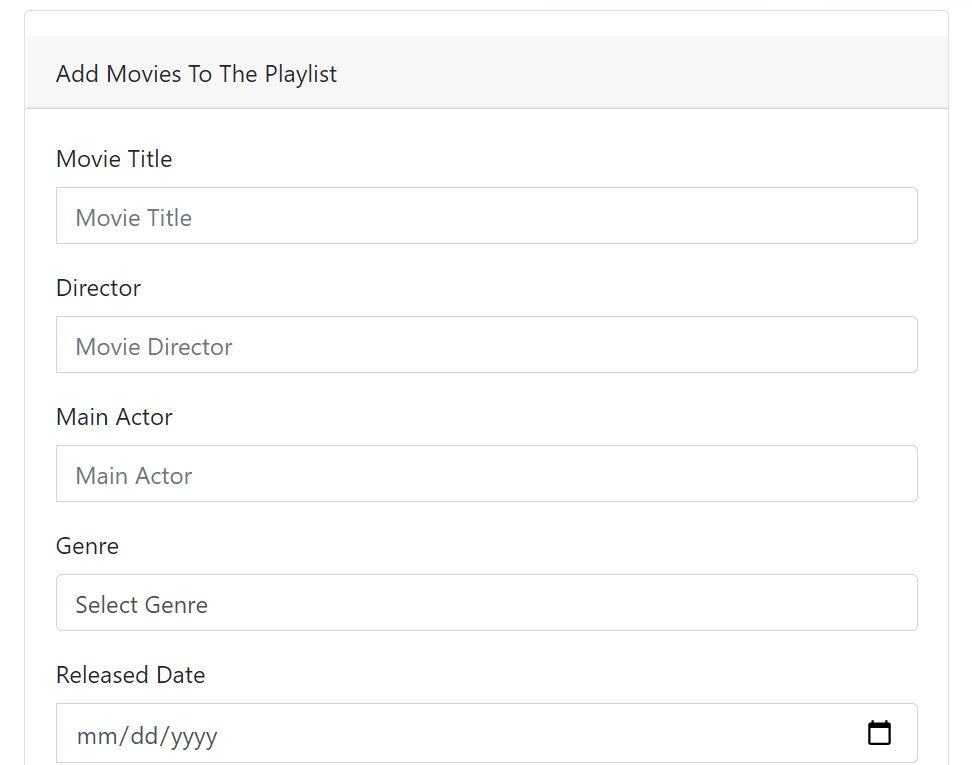 Add Movies To The Playlist
Movie Title
Movie Title
Director
Movie Director
Main Actor
Main Actor
Genre
Select Genre
Released Date
mm/dd/yyyy